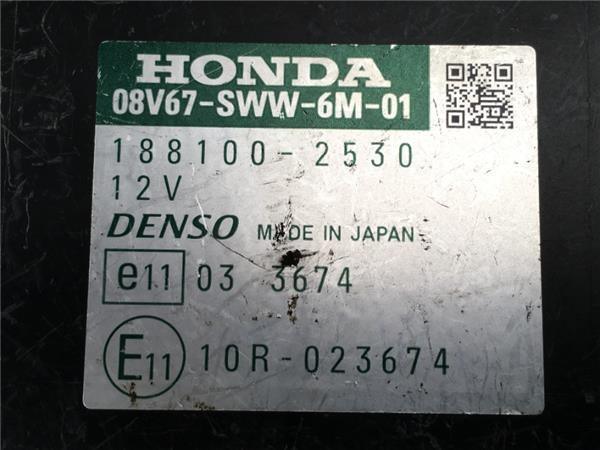 HONDA
08V67-SWW-6M-01
188100-2530
12V
DENSO MADE IN JAPAN
e11 03 3674
E11 10R-023674